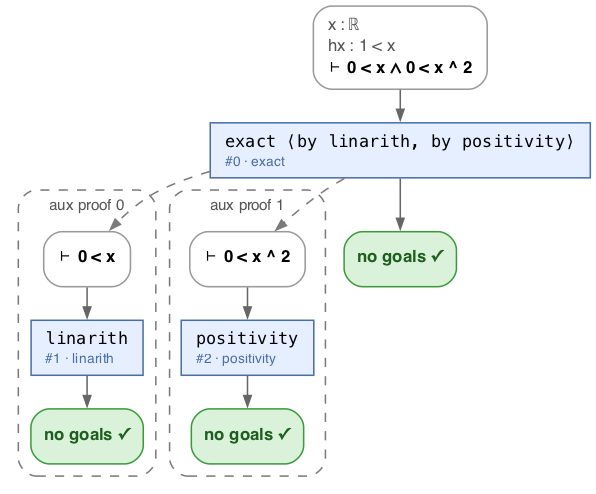 x : ℝ
hx : 1 < x
⊢ 0 < x ∧ 0 < x ^ 2
exact ⟨by linarith, by positivity⟩
#0 · exact
aux proof 0
⊢ 0 < x
linarith
#1 · linarith
no goals ✓
aux proof 1
⊢ 0 < x ^ 2
positivity
#2 · positivity
no goals ✓
no goals ✓